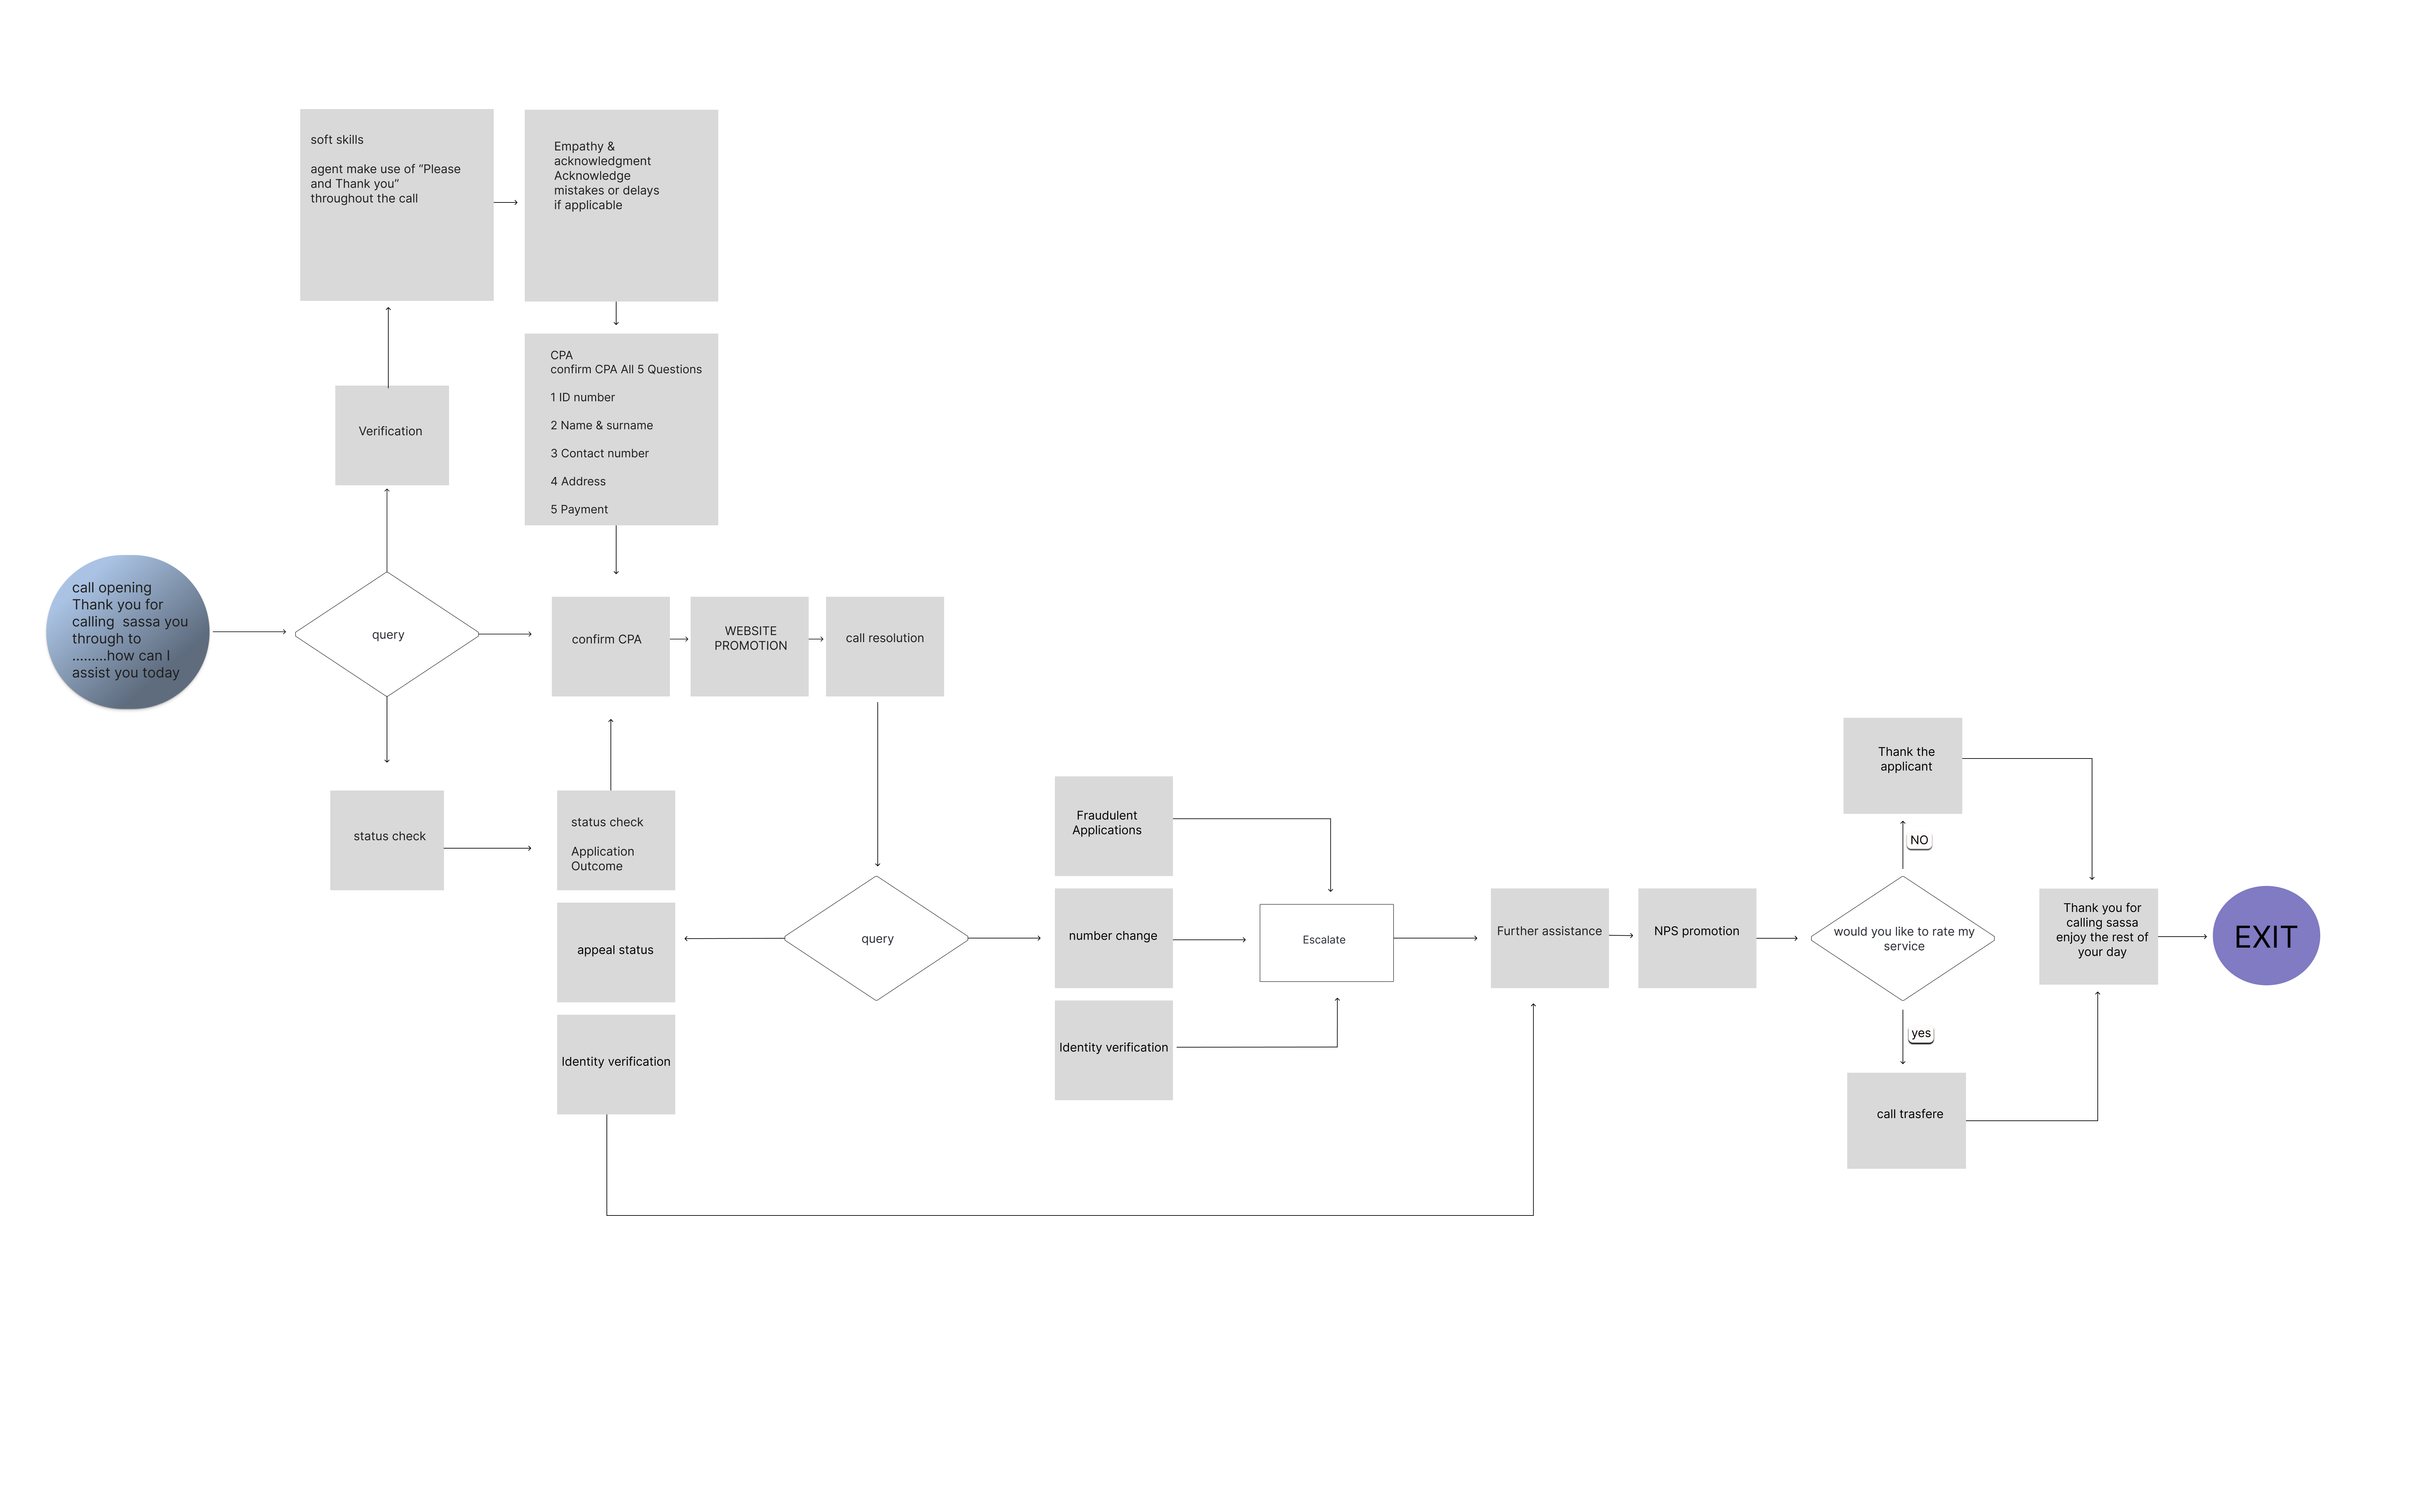 soft skills
agent make use of “Please
and Thank you”
throughout the call
Empathy &
acknowledgment
Acknowledge
mistakes or delays
if applicable
CPA
confirm CPA All 5 Questions
1 ID number
2 Name & surname
3 Contact number
4 Address
5 Payment
Verification
call opening
Thank you for
calling  sassa you
through to
.........how can I
assist you today
query
confirm CPA
WEBSITE
PROMOTION
call resolution
status check
status check
Application
Outcome
appeal status
Identity verification
query
Fraudulent
Applications
number change
Identity verification
Escalate
Further assistance
NPS promotion
would you like to rate my
service
NO
Thank the
applicant
yes
call trasfere
Thank you for
calling sassa
enjoy the rest of
your day
EXIT